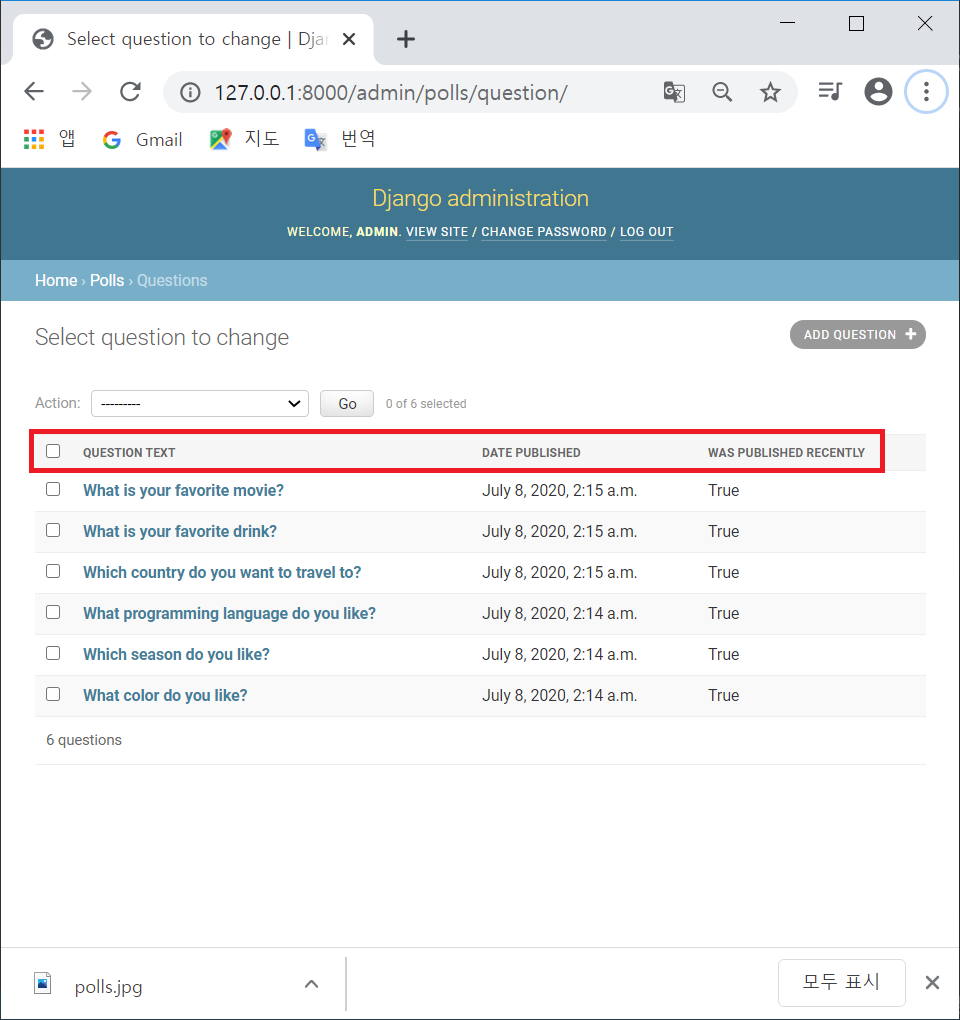 Select question to change | Djan
127.0.0.1:8000/admin/polls/question/
앱 Gmail 지도 번역
Django administration
WELCOME, ADMIN. VIEW SITE / CHANGE PASSWORD / LOG OUT
Home › Polls › Questions
Select question to change
ADD QUESTION +
Action: --------- Go 0 of 6 selected
QUESTION TEXT DATE PUBLISHED WAS PUBLISHED RECENTLY
What is your favorite movie? July 8, 2020, 2:15 a.m. True
What is your favorite drink? July 8, 2020, 2:15 a.m. True
Which country do you want to travel to? July 8, 2020, 2:15 a.m. True
What programming language do you like? July 8, 2020, 2:14 a.m. True
Which season do you like? July 8, 2020, 2:14 a.m. True
What color do you like? July 8, 2020, 2:14 a.m. True
6 questions
polls.jpg 모두 표시